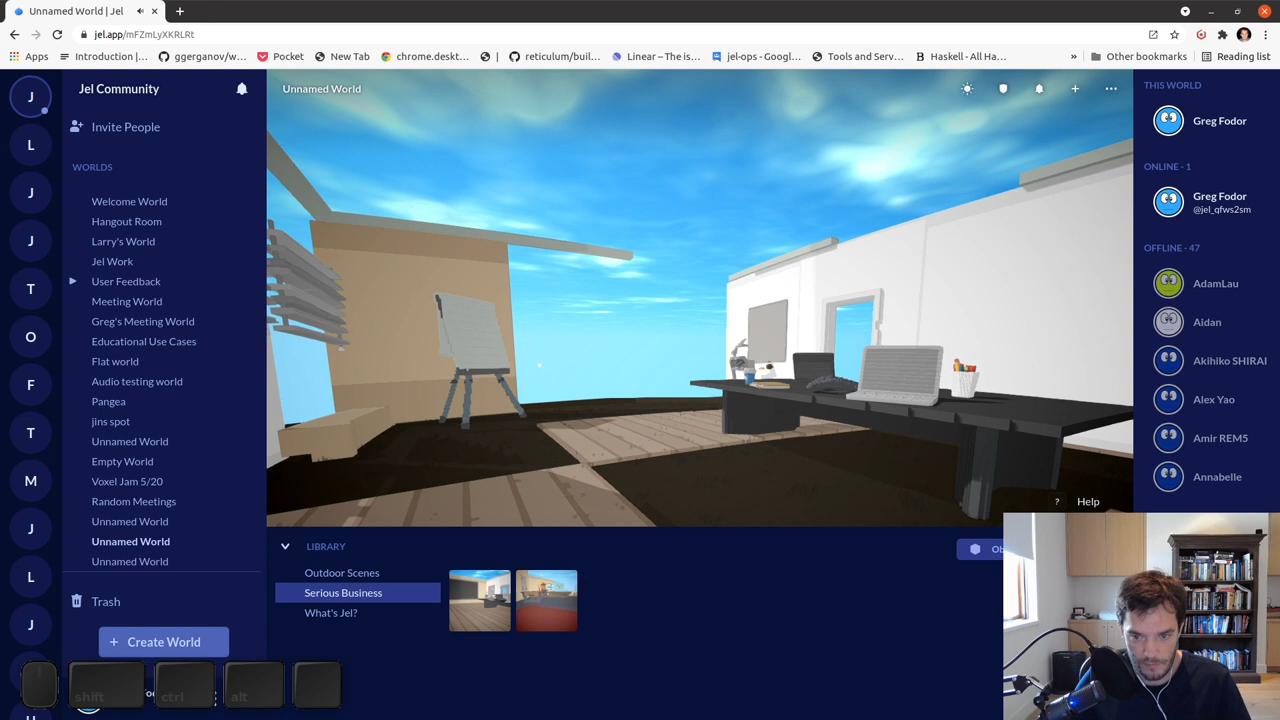 Unnamed World | Jel
jel.app/mFZmLyXKRLRt
Apps
Introduction |...
ggerganov/w...
Pocket
New Tab
chrome.deskt...
|
reticulum/buil...
Linear – The is...
jel-ops - Googl...
Tools and Serv...
Haskell - All Ha...
»
Other bookmarks
Reading list
J
L
J
J
T
O
F
T
M
J
L
J
Jel Community
Invite People
WORLDS
Welcome World
Hangout Room
Larry's World
Jel Work
User Feedback
Meeting World
Greg's Meeting World
Educational Use Cases
Flat world
Audio testing world
Pangea
jins spot
Unnamed World
Empty World
Voxel Jam 5/20
Random Meetings
Unnamed World
Unnamed World
Unnamed World
Trash
+ Create World
shift
ctrl
alt
Unnamed World
? Help
LIBRARY
Outdoor Scenes
Serious Business
What's Jel?
THIS WORLD
Greg Fodor
ONLINE - 1
Greg Fodor
@jel_qfws2sm
OFFLINE - 47
AdamLau
Aidan
Akihiko SHIRAI
Alex Yao
Amir REM5
Annabelle